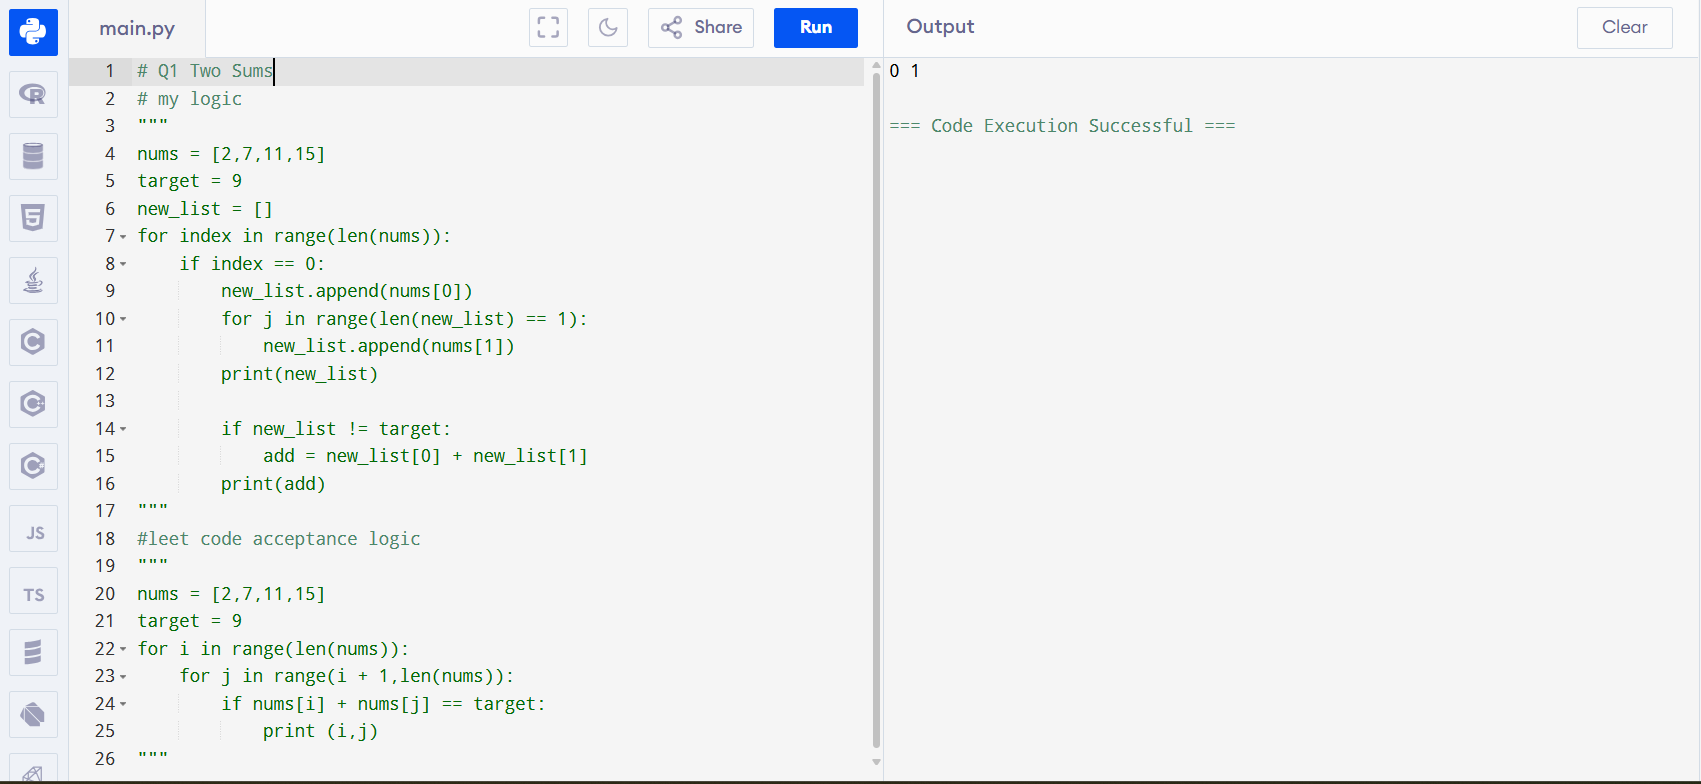 main.py
Share
Run
Output
Clear
1 # Q1 Two Sums
2 # my logic
3 """
4 nums = [2,7,11,15]
5 target = 9
6 new_list = []
7 for index in range(len(nums)):
8     if index == 0:
9         new_list.append(nums[0])
10         for j in range(len(new_list) == 1):
11             new_list.append(nums[1])
12         print(new_list)
13
14         if new_list != target:
15             add = new_list[0] + new_list[1]
16         print(add)
17 """
18 #leet code acceptance logic
19 """
20 nums = [2,7,11,15]
21 target = 9
22 for i in range(len(nums)):
23     for j in range(i + 1,len(nums)):
24         if nums[i] + nums[j] == target:
25             print (i,j)
26 """
0 1
=== Code Execution Successful ===
R
5
C
C
C
JS
TS